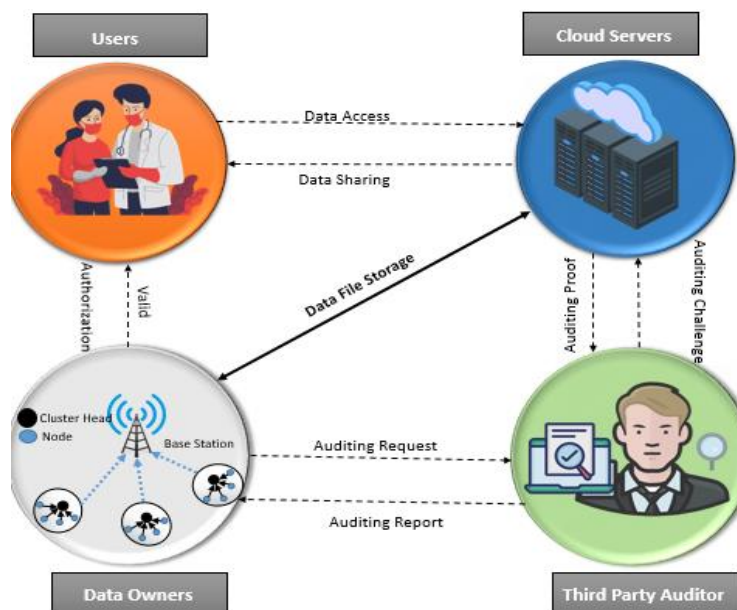 Users
Cloud Servers
Data Access
Data Sharing
Authorization
Valid
Data File Storage
Auditing Proof
Auditing Challenge
Cluster Head
Node
Base Station
Auditing Request
Auditing Report
Data Owners
Third Party Auditor